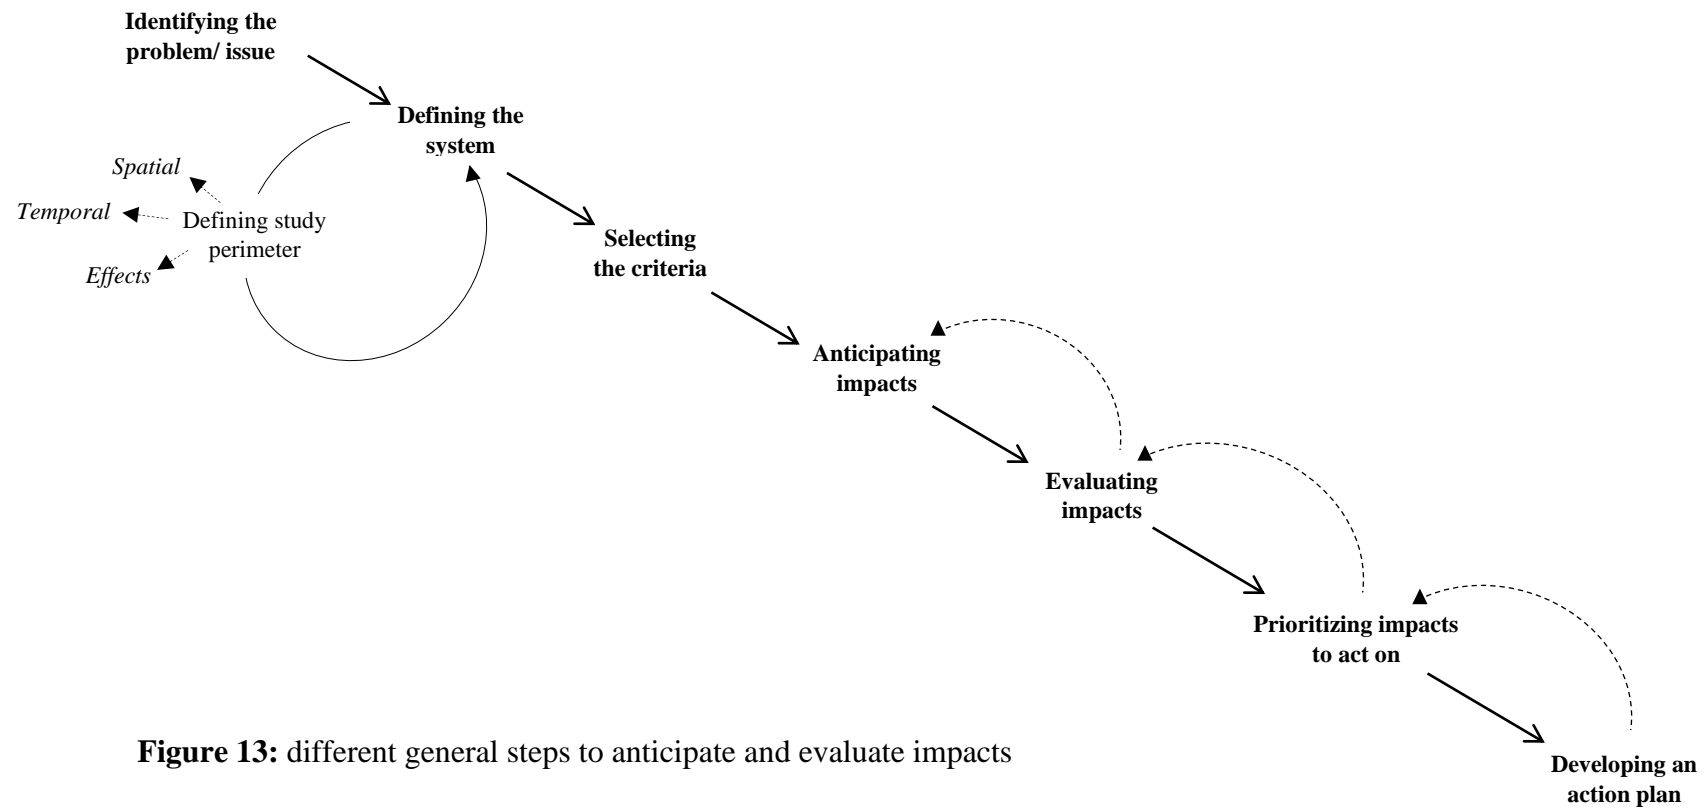 Identifying the
problem/ issue
Defining the
system
Spatial
Temporal
Defining study
perimeter
Effects
Selecting
the criteria
Anticipating
impacts
Evaluating
impacts
Prioritizing impacts
to act on
Developing an
action plan
Figure 13: different general steps to anticipate and evaluate impacts